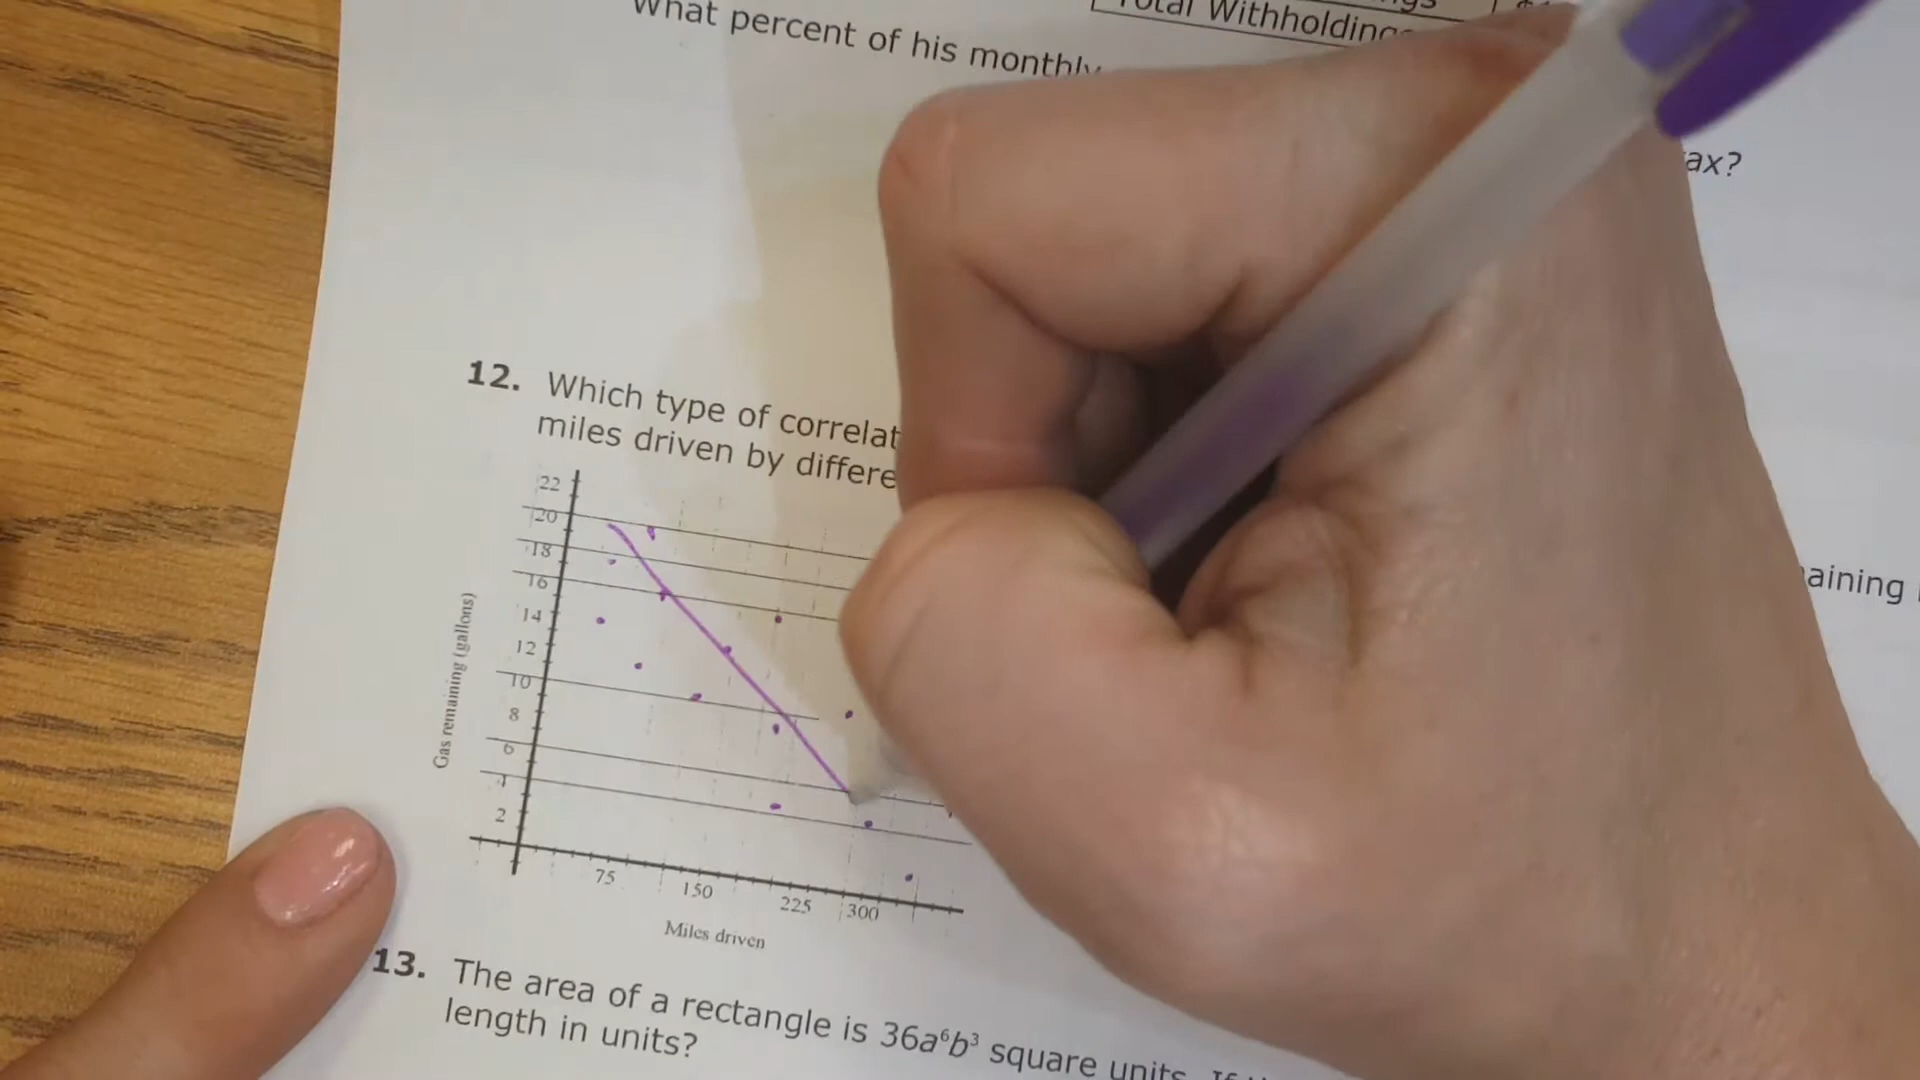 What percent of his monthly
Total Withholdings
ax?
12. Which type of correlat
miles driven by differe
aining
22
20
18
16
14
12
10
8
6
4
2
Gas remaining (gallons)
75 150 225 300
Miles driven
13. The area of a rectangle is 36a⁶b³ square units.
length in units?